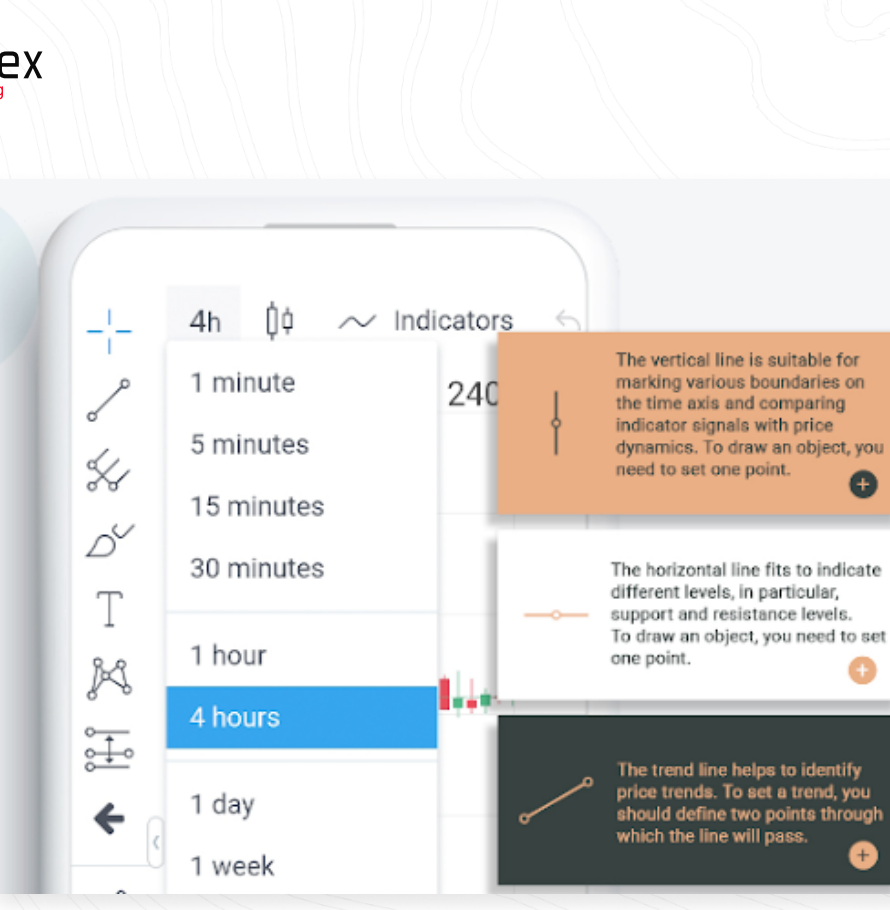 ex
g
4h
Indicators
1 minute
240
5 minutes
15 minutes
30 minutes
1 hour
4 hours
1 day
1 week
The vertical line is suitable for
marking various boundaries on
the time axis and comparing
indicator signals with price
dynamics. To draw an object, you
need to set one point.
The horizontal line fits to indicate
different levels, in particular,
support and resistance levels.
To draw an object, you need to set
one point.
The trend line helps to identify
price trends. To set a trend, you
should define two points through
which the line will pass.